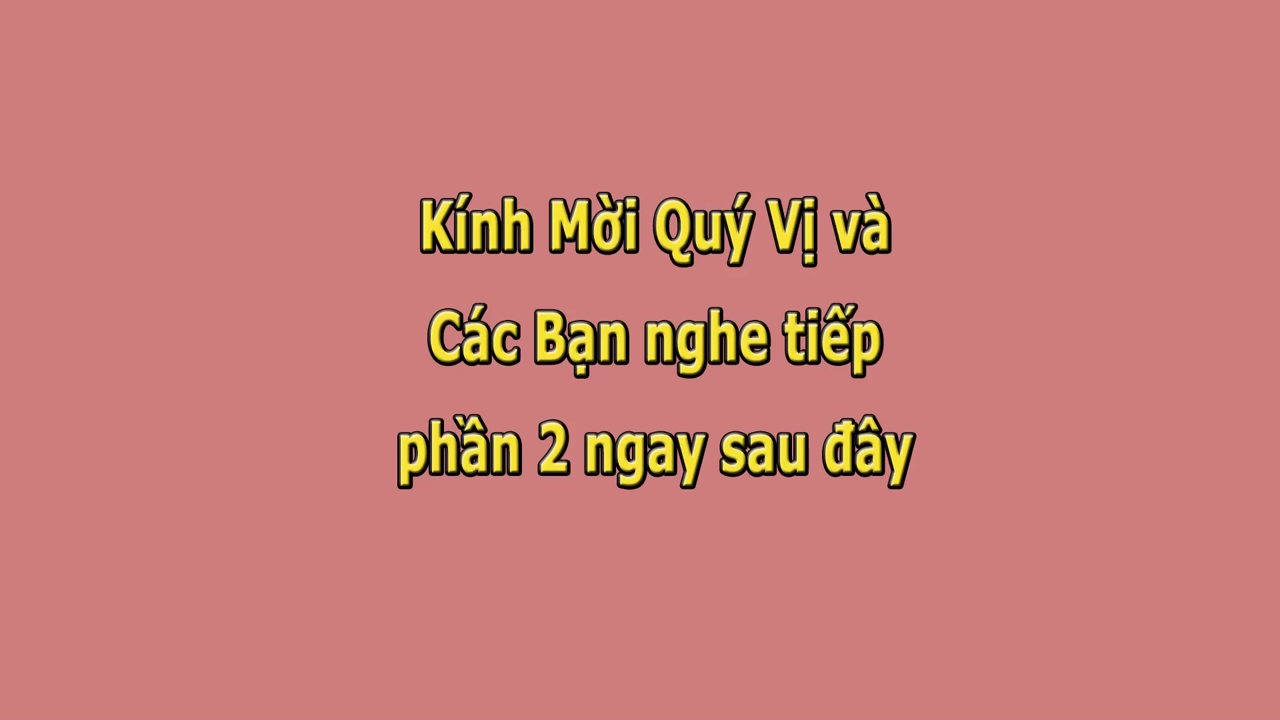 Kính Mời Quý Vị và
Các Bạn nghe tiếp
phần 2 ngay sau đây